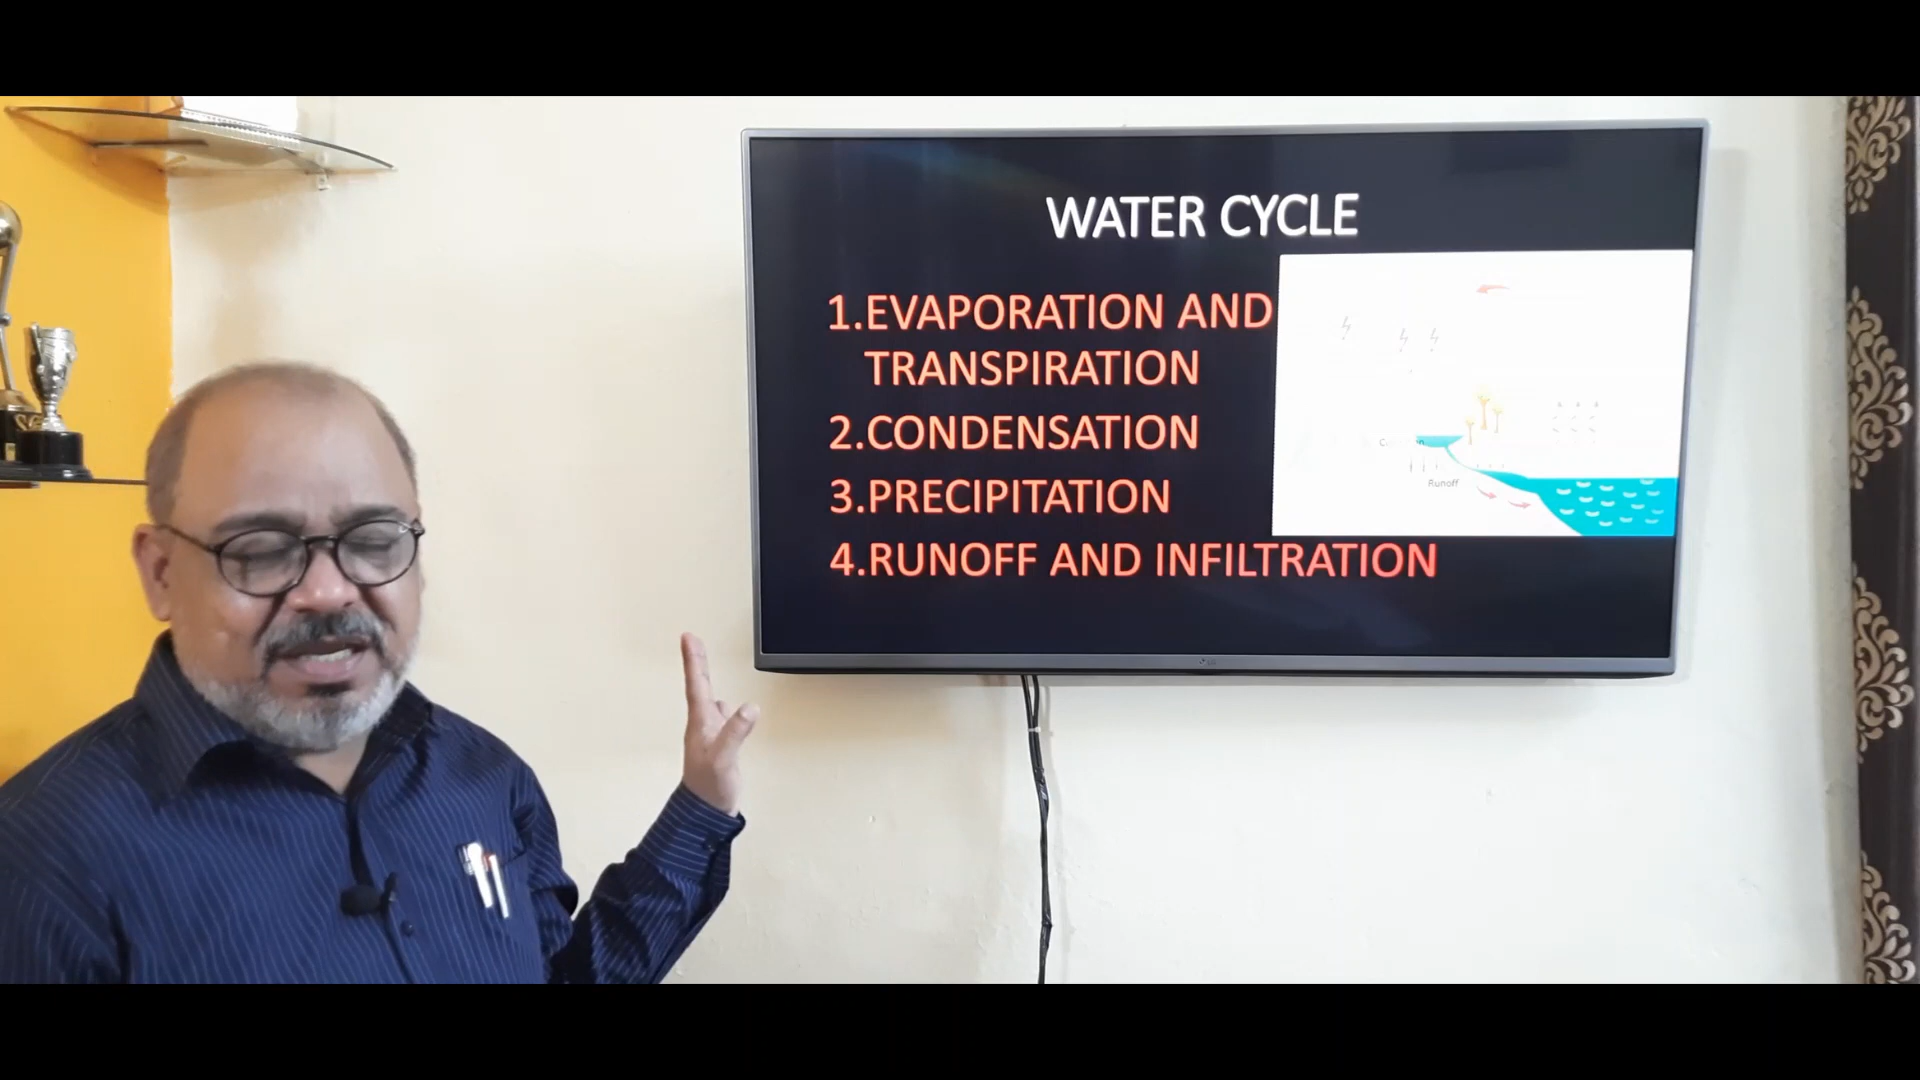 WATER CYCLE
1.EVAPORATION AND
TRANSPIRATION
2.CONDENSATION
3.PRECIPITATION
4.RUNOFF AND INFILTRATION
Runoff